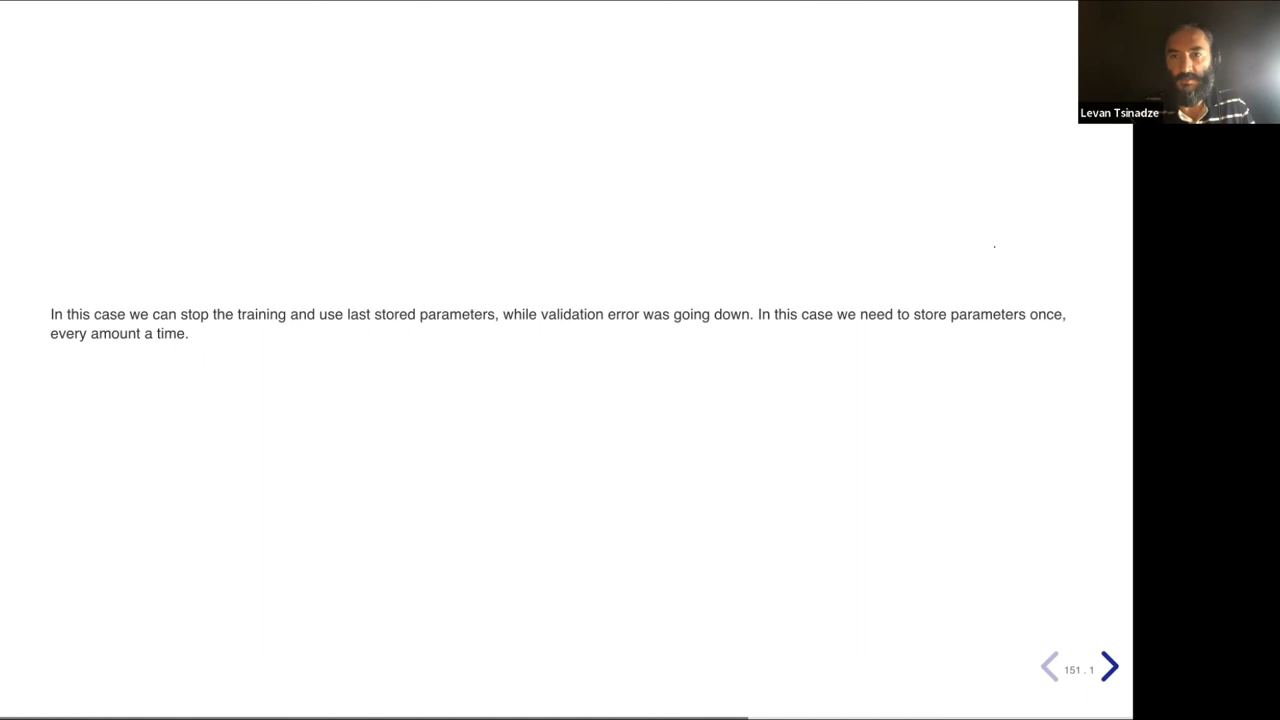 Levan Tsinadze
In this case we can stop the training and use last stored parameters, while validation error was going down. In this case we need to store parameters once,
every amount a time.
151 . 1